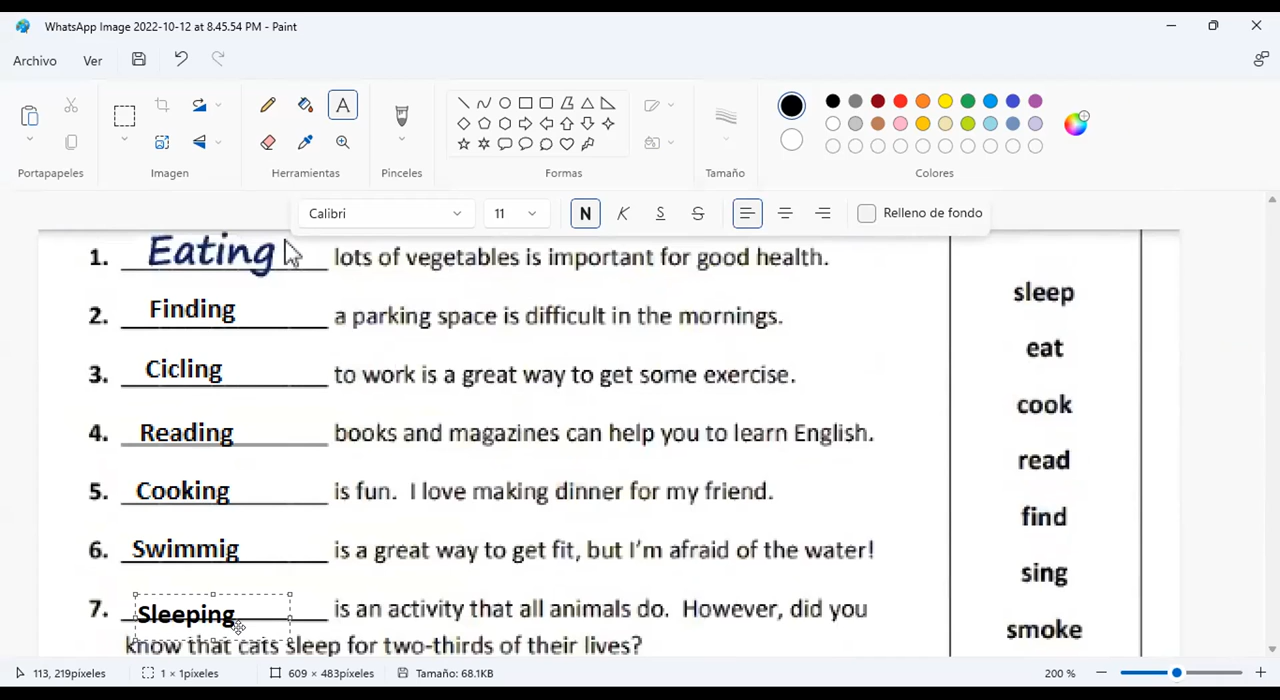 WhatsApp Image 2022-10-12 at 8.45.54 PM - Paint
Archivo Ver
Portapapeles Imagen Herramientas Pinceles Formas Tamaño Colores
Calibri 11 N K S S Relleno de fondo
1. Eating lots of vegetables is important for good health.
2. Finding a parking space is difficult in the mornings.
3. Cicling to work is a great way to get some exercise.
4. Reading books and magazines can help you to learn English.
5. Cooking is fun. I love making dinner for my friend.
6. Swimmig is a great way to get fit, but I'm afraid of the water!
7. Sleeping is an activity that all animals do. However, did you
know that cats sleep for two-thirds of their lives?
sleep
eat
cook
read
find
sing
smoke
113, 219píxeles 1 × 1píxeles 609 × 483píxeles Tamaño: 68.1KB 200 %